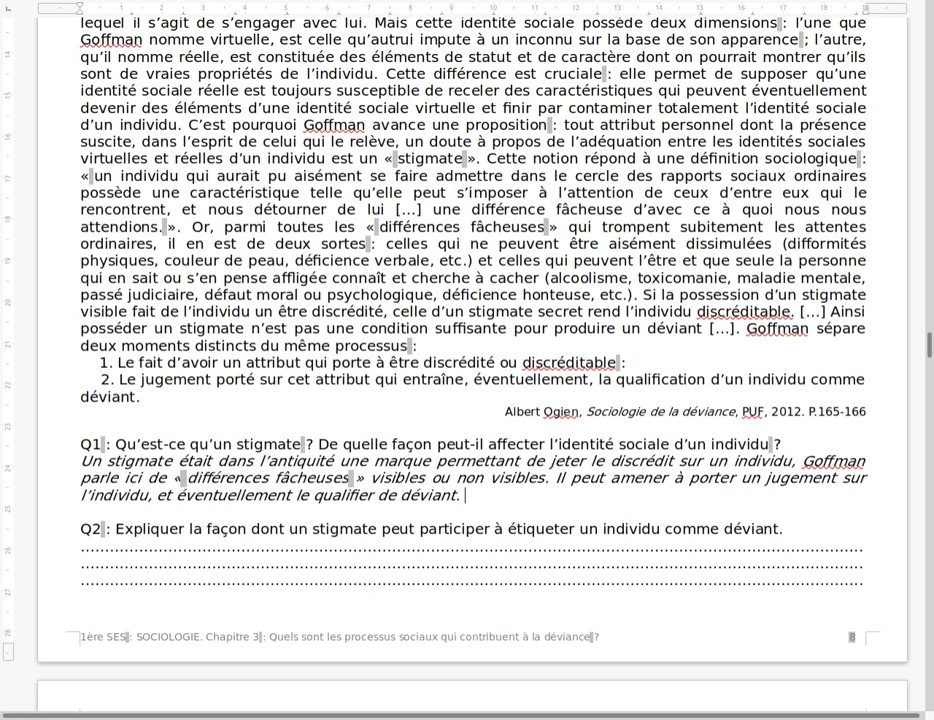 lequel il s’agit de s’engager avec lui. Mais cette identité sociale possède deux dimensions : l’une que
Goffman nomme virtuelle, est celle qu’autrui impute à un inconnu sur la base de son apparence ; l’autre,
qu’il nomme réelle, est constituée des éléments de statut et de caractère dont on pourrait montrer qu’ils
sont de vraies propriétés de l’individu. Cette différence est cruciale : elle permet de supposer qu’une
identité sociale réelle est toujours susceptible de receler des caractéristiques qui peuvent éventuellement
devenir des éléments d’une identité sociale virtuelle et finir par contaminer totalement l’identité sociale
d’un individu. C’est pourquoi Goffman avance une proposition : tout attribut personnel dont la présence
suscite, dans l’esprit de celui qui le relève, un doute à propos de l’adéquation entre les identités sociales
virtuelles et réelles d’un individu est un « stigmate ». Cette notion répond à une définition sociologique :
« un individu qui aurait pu aisément se faire admettre dans le cercle des rapports sociaux ordinaires
possède une caractéristique telle qu’elle peut s’imposer à l’attention de ceux d’entre eux qui le
rencontrent, et nous détourner de lui [...] une différence fâcheuse d’avec ce à quoi nous nous
attendions. ». Or, parmi toutes les « différences fâcheuses » qui trompent subitement les attentes
ordinaires, il en est de deux sortes : celles qui ne peuvent être aisément dissimulées (difformités
physiques, couleur de peau, déficience verbale, etc.) et celles qui peuvent l’être et que seule la personne
qui en sait ou s’en pense affligée connaît et cherche à cacher (alcoolisme, toxicomanie, maladie mentale,
passé judiciaire, défaut moral ou psychologique, déficience honteuse, etc.). Si la possession d’un stigmate
visible fait de l’individu un être discrédité, celle d’un stigmate secret rend l’individu discréditable. [...] Ainsi
posséder un stigmate n’est pas une condition suffisante pour produire un déviant [...]. Goffman sépare
deux moments distincts du même processus :
1. Le fait d’avoir un attribut qui porte à être discrédité ou discréditable :
2. Le jugement porté sur cet attribut qui entraîne, éventuellement, la qualification d’un individu comme
déviant.
Albert Ogien, Sociologie de la déviance, PUF, 2012. P.165-166
Q1 : Qu’est-ce qu’un stigmate ? De quelle façon peut-il affecter l’identité sociale d’un individu ?
Un stigmate était dans l’antiquité une marque permettant de jeter le discrédit sur un individu, Goffman
parle ici de « différences fâcheuses » visibles ou non visibles. Il peut amener à porter un jugement sur
l’individu, et éventuellement le qualifier de déviant.
Q2 : Expliquer la façon dont un stigmate peut participer à étiqueter un individu comme déviant.
1ère SES : SOCIOLOGIE. Chapitre 3 : Quels sont les processus sociaux qui contribuent à la déviance ? 8